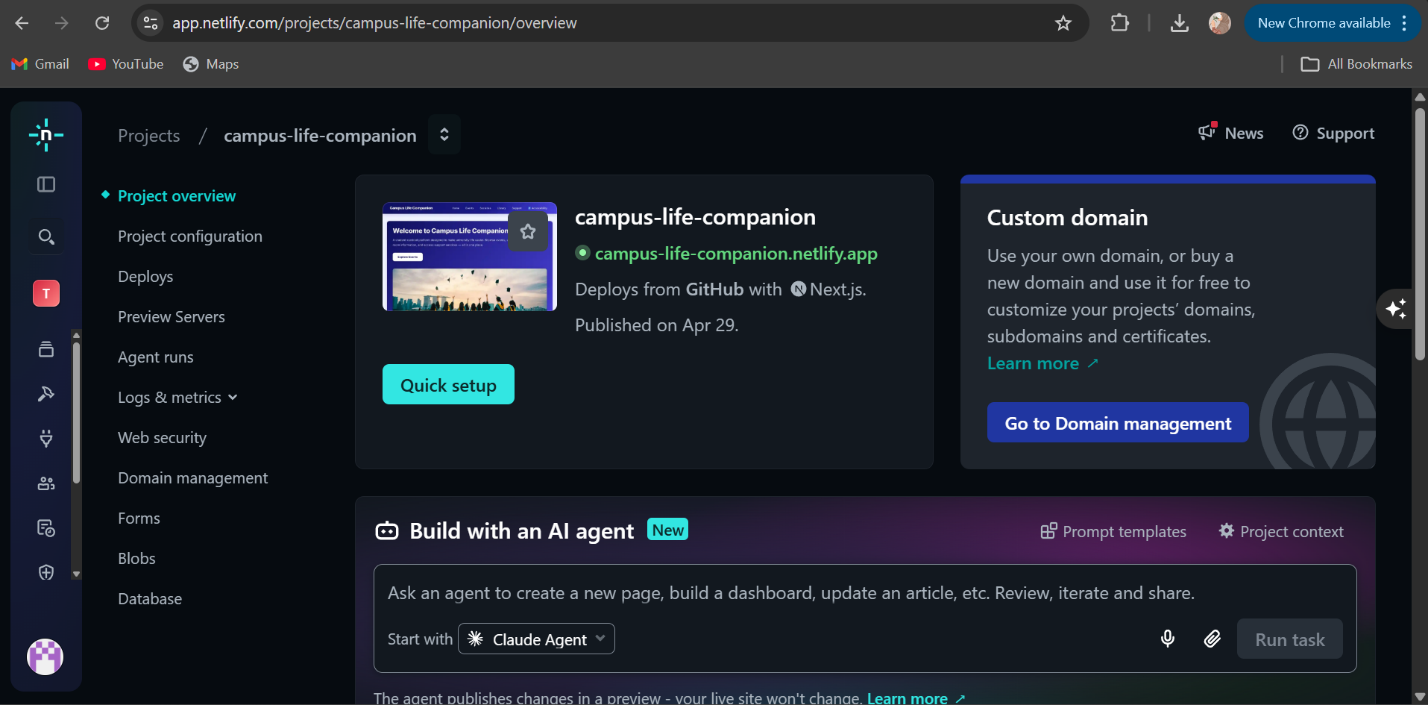 app.netlify.com/projects/campus-life-companion/overview
New Chrome available
Gmail
YouTube
Maps
All Bookmarks
n
Projects / campus-life-companion
News
Support
T
Project overview
Project configuration
Deploys
Preview Servers
Agent runs
Logs & metrics
Web security
Domain management
Forms
Blobs
Database
Campus Life Companion
Welcome to Campus Life Companion
campus-life-companion
campus-life-companion.netlify.app
Deploys from GitHub with N Next.js.
Published on Apr 29.
Quick setup
Custom domain
Use your own domain, or buy a
new domain and use it for free to
customize your projects’ domains,
subdomains and certificates.
Learn more ↗
Go to Domain management
Build with an AI agent New
Prompt templates
Project context
Ask an agent to create a new page, build a dashboard, update an article, etc. Review, iterate and share.
Start with Claude Agent
Run task
The agent publishes changes in a preview - your live site won't change. Learn more ↗